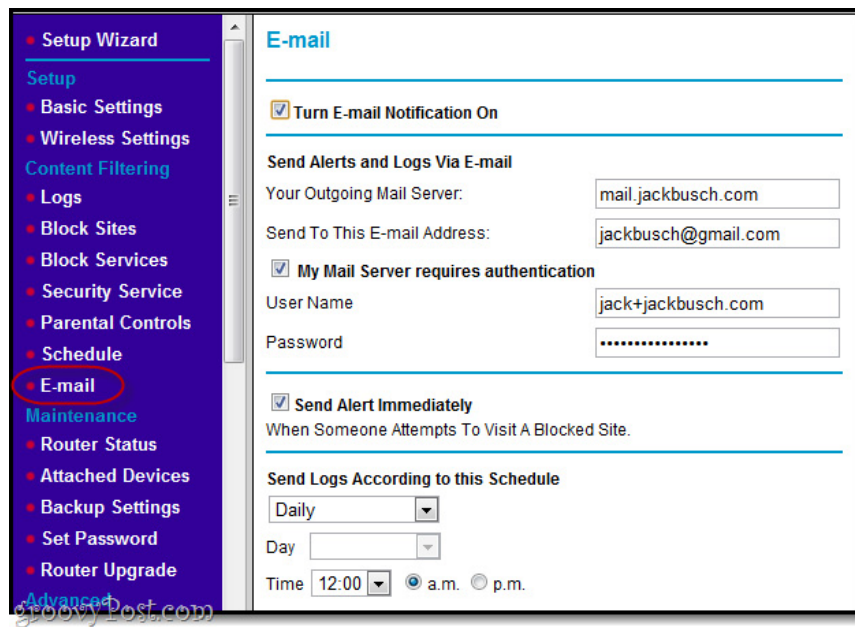 Setup Wizard
Setup
Basic Settings
Wireless Settings
Content Filtering
Logs
Block Sites
Block Services
Security Service
Parental Controls
Schedule
E-mail
Maintenance
Router Status
Attached Devices
Backup Settings
Set Password
Router Upgrade
Advanced
groovyPost.com
E-mail
Turn E-mail Notification On
Send Alerts and Logs Via E-mail
Your Outgoing Mail Server: mail.jackbusch.com
Send To This E-mail Address: jackbusch@gmail.com
My Mail Server requires authentication
User Name jack+jackbusch.com
Password ••••••••••••••••
Send Alert Immediately
When Someone Attempts To Visit A Blocked Site.
Send Logs According to this Schedule
Daily
Day
Time 12:00 a.m. p.m.